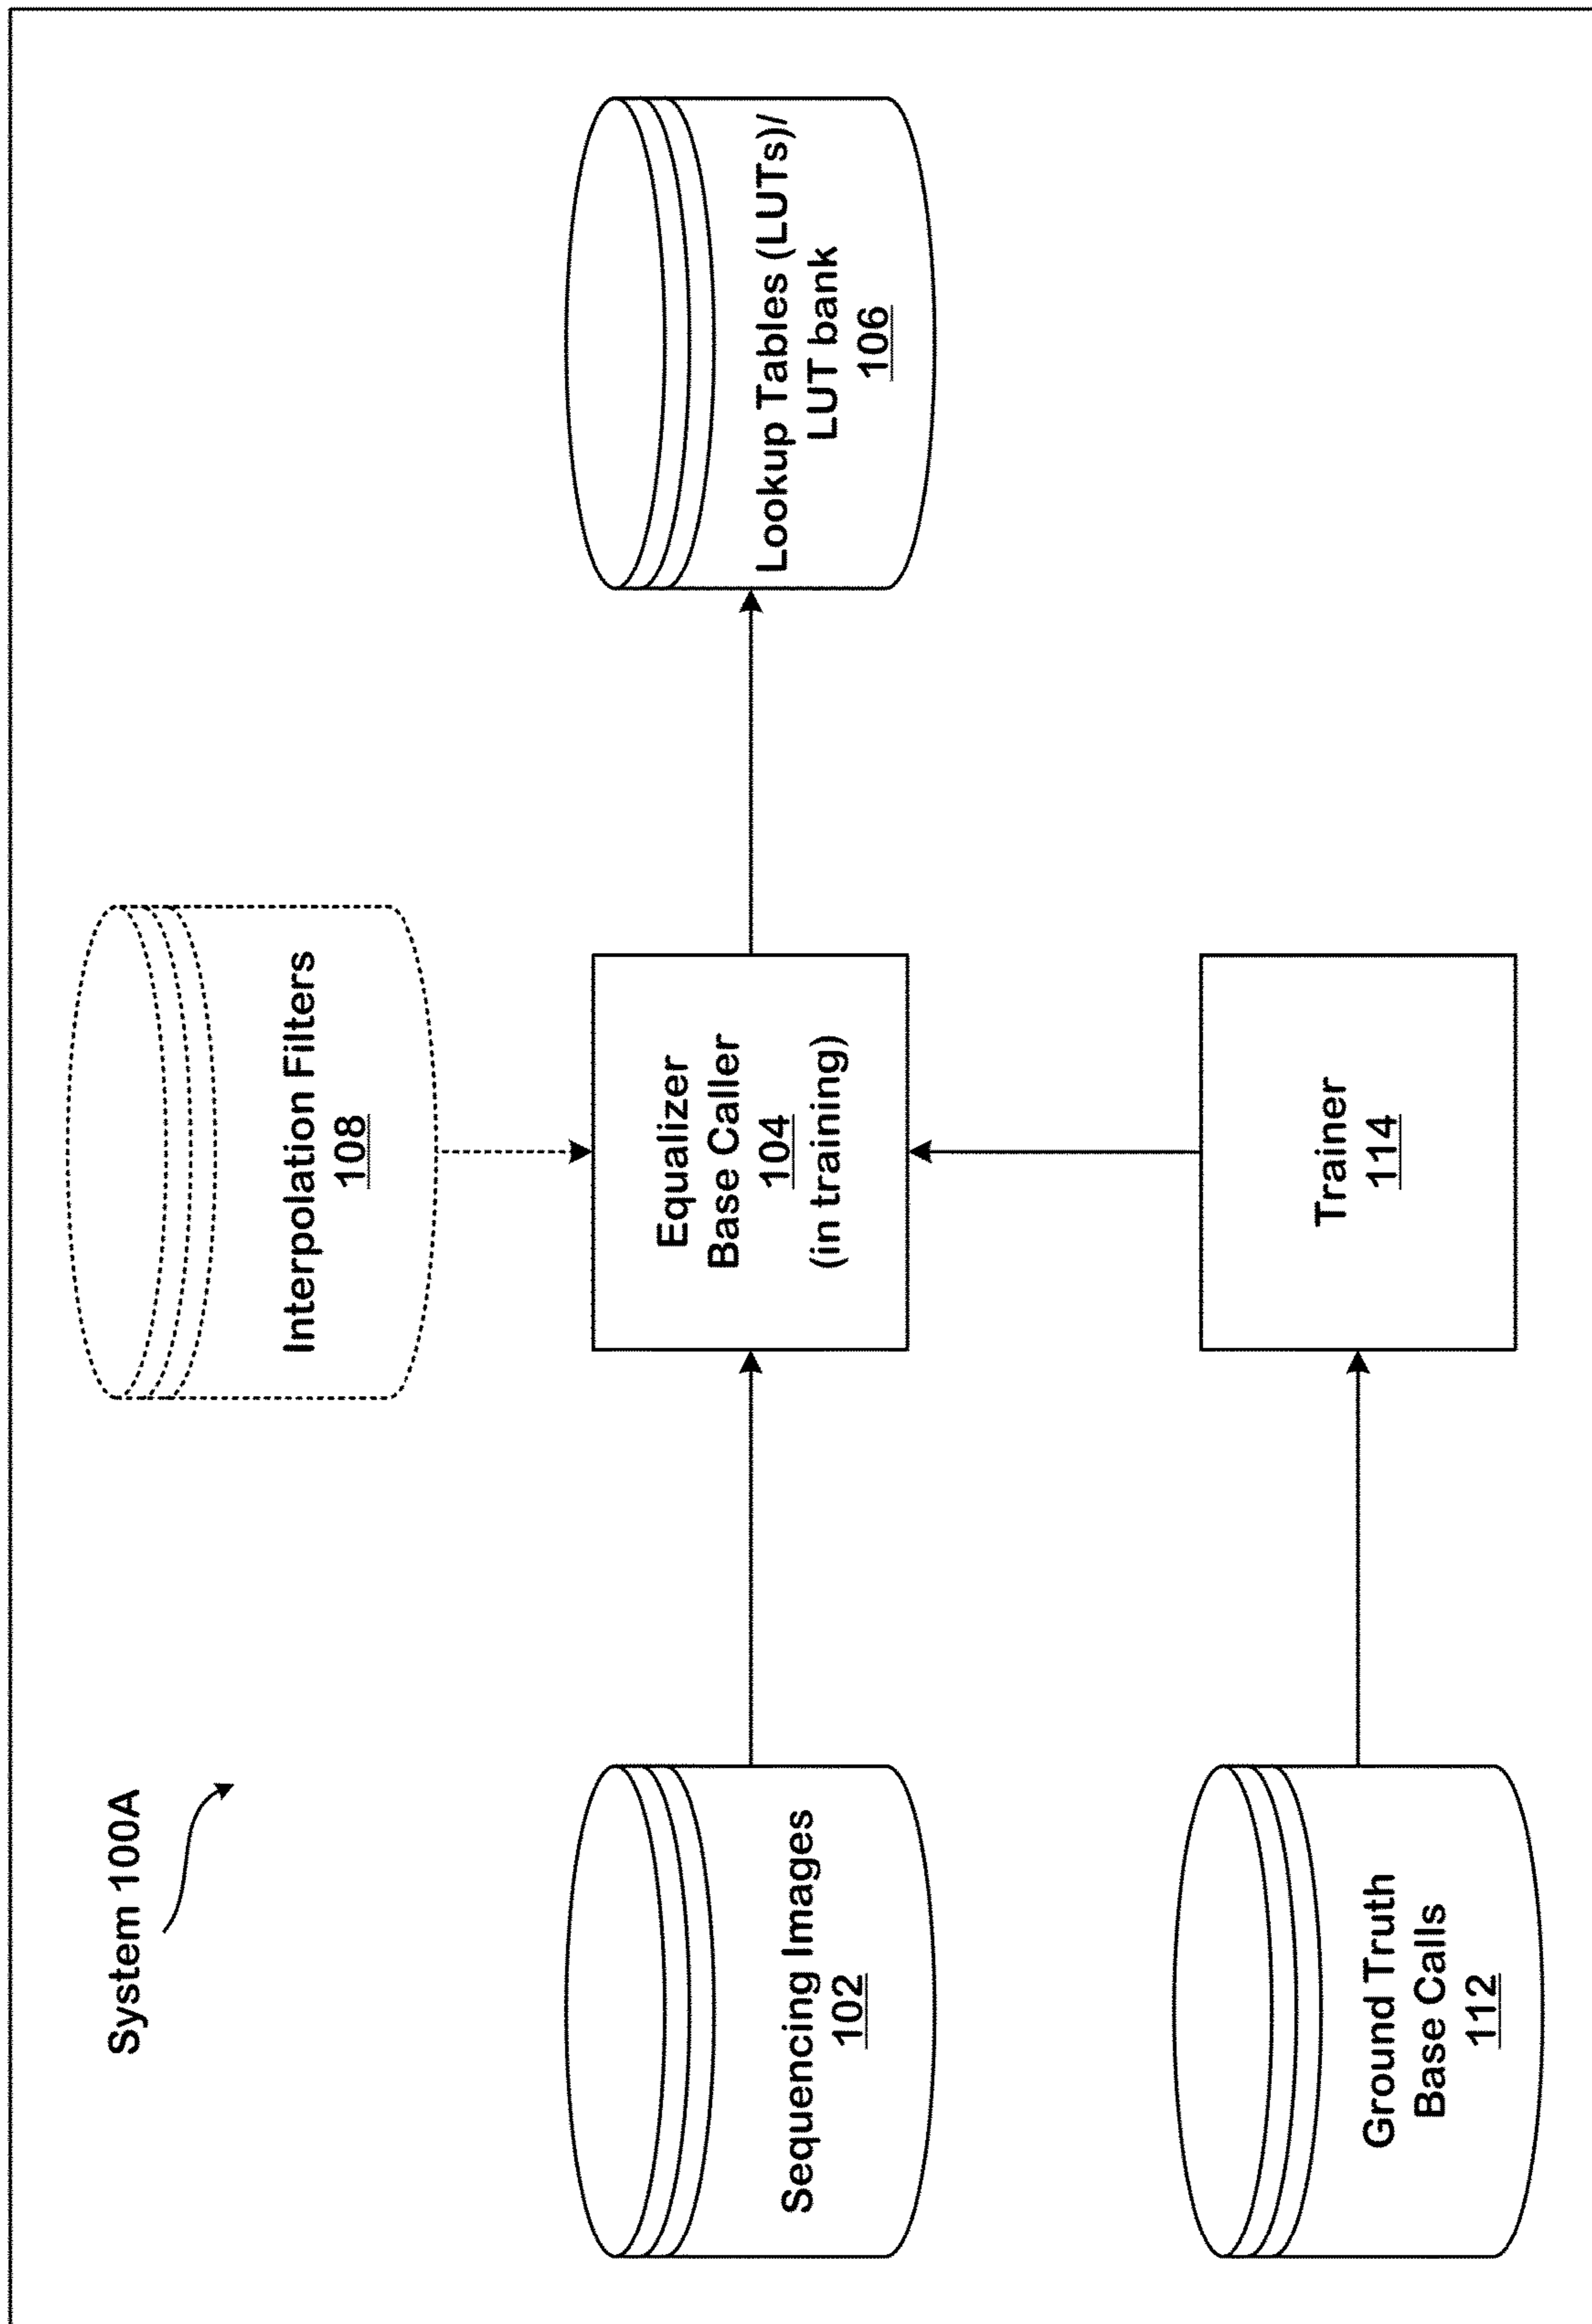 System 100A
Interpolation Filters
108
Sequencing Images
102
Equalizer
Base Caller
104
(in training)
Lookup Tables (LUTs)/
LUT bank
106
Ground Truth
Base Calls
112
Trainer
114